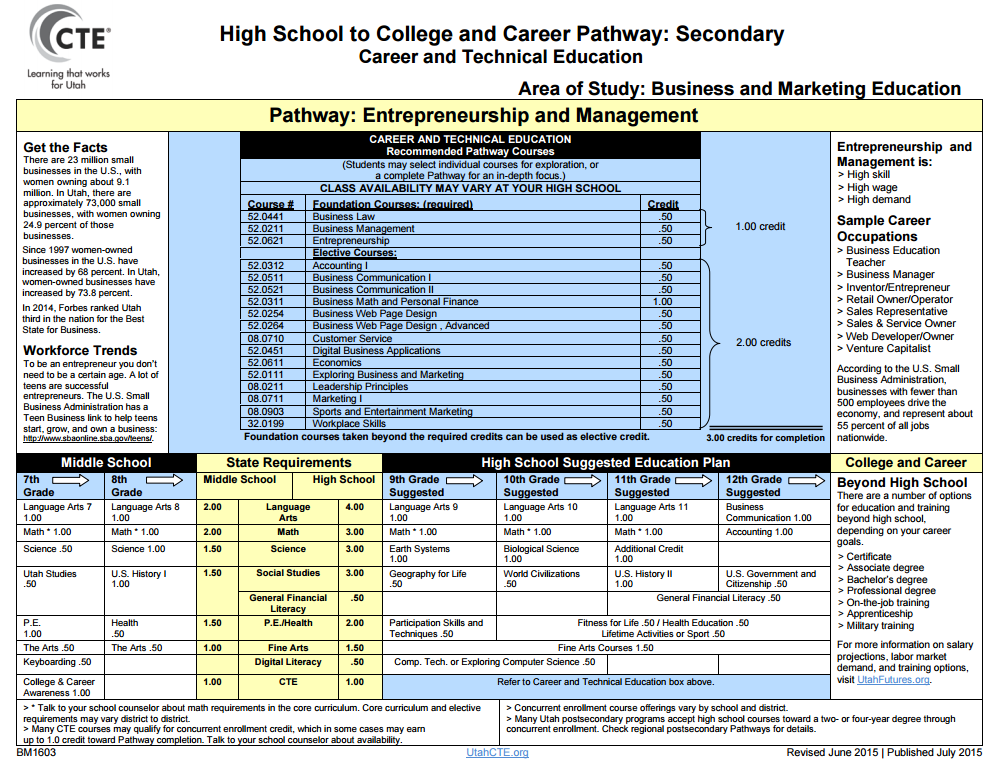 CTE®
Learning that works
for Utah
High School to College and Career Pathway: Secondary
Career and Technical Education
Area of Study: Business and Marketing Education
Pathway: Entrepreneurship and Management
Get the Facts
There are 23 million small
businesses in the U.S., with
women owning about 9.1
million. In Utah, there are
approximately 73,000 small
businesses, with women owning
24.9 percent of those
businesses.
Since 1997 women-owned
businesses in the U.S. have
increased by 68 percent. In Utah,
women-owned businesses have
increased by 73.8 percent.
In 2014, Forbes ranked Utah
third in the nation for the Best
State for Business.
Workforce Trends
To be an entrepreneur you don't
need to be a certain age. A lot of
teens are successful
entrepreneurs. The U.S. Small
Business Administration has a
Teen Business link to help teens
start, grow, and own a business:
http://www.sbaonline.sba.gov/teens/.
CAREER AND TECHNICAL EDUCATION
Recommended Pathway Courses
(Students may select individual courses for exploration, or
a complete Pathway for an in-depth focus.)
CLASS AVAILABILITY MAY VARY AT YOUR HIGH SCHOOL
Course # Foundation Courses: (required) Credit
52.0441 Business Law .50
52.0211 Business Management .50
52.0621 Entrepreneurship .50
1.00 credit
Elective Courses:
52.0312 Accounting I .50
52.0511 Business Communication I .50
52.0521 Business Communication II .50
52.0311 Business Math and Personal Finance 1.00
52.0254 Business Web Page Design .50
52.0264 Business Web Page Design , Advanced .50
08.0710 Customer Service .50
52.0451 Digital Business Applications .50
52.0611 Economics .50
52.0111 Exploring Business and Marketing .50
08.0211 Leadership Principles .50
08.0711 Marketing I .50
08.0903 Sports and Entertainment Marketing .50
32.0199 Workplace Skills .50
2.00 credits
Foundation courses taken beyond the required credits can be used as elective credit.
3.00 credits for completion
Entrepreneurship and
Management is:
> High skill
> High wage
> High demand
Sample Career
Occupations
> Business Education
Teacher
> Business Manager
> Inventor/Entrepreneur
> Retail Owner/Operator
> Sales Representative
> Sales & Service Owner
> Web Developer/Owner
> Venture Capitalist
According to the U.S. Small
Business Administration,
businesses with fewer than
500 employees drive the
economy, and represent about
55 percent of all jobs
nationwide.
Middle School State Requirements High School Suggested Education Plan College and Career
7th
Grade
8th
Grade
Middle School High School
9th Grade
Suggested
10th Grade
Suggested
11th Grade
Suggested
12th Grade
Suggested
Language Arts 7
1.00
Language Arts 8
1.00
2.00 Language
Arts 4.00
Language Arts 9
1.00
Language Arts 10
1.00
Language Arts 11
1.00
Business
Communication 1.00
Math * 1.00 Math * 1.00 2.00 Math 3.00 Math * 1.00 Math * 1.00 Math * 1.00 Accounting 1.00
Science .50 Science 1.00 1.50 Science 3.00
Earth Systems
1.00
Biological Science
1.00
Additional Credit
1.00
Utah Studies
.50
U.S. History I
1.00
1.50 Social Studies 3.00
Geography for Life
.50
World Civilizations
.50
U.S. History II
1.00
U.S. Government and
Citizenship .50
General Financial
Literacy .50
General Financial Literacy .50
P.E.
1.00
Health
.50
1.50 P.E./Health 2.00
Participation Skills and
Techniques .50
Fitness for Life .50 / Health Education .50
Lifetime Activities or Sport .50
The Arts .50 The Arts .50 1.00 Fine Arts 1.50 Fine Arts Courses 1.50
Keyboarding .50 Digital Literacy .50 Comp. Tech. or Exploring Computer Science .50
College & Career
Awareness 1.00
1.00 CTE 1.00 Refer to Career and Technical Education box above.
Beyond High School
There are a number of options
for education and training
beyond high school,
depending on your career
goals.
> Certificate
> Associate degree
> Bachelor's degree
> Professional degree
> On-the-job training
> Apprenticeship
> Military training
For more information on salary
projections, labor market
demand, and training options,
visit UtahFutures.org.
> * Talk to your school counselor about math requirements in the core curriculum. Core curriculum and elective
requirements may vary district to district.
> Many CTE courses may qualify for concurrent enrollment credit, which in some cases may earn
up to 1.0 credit toward Pathway completion. Talk to your school counselor about availability.
> Concurrent enrollment course offerings vary by school and district.
> Many Utah postsecondary programs accept high school courses toward a two- or four-year degree through
concurrent enrollment. Check regional postsecondary Pathways for details.
BM1603 UtahCTE.org Revised June 2015 | Published July 2015